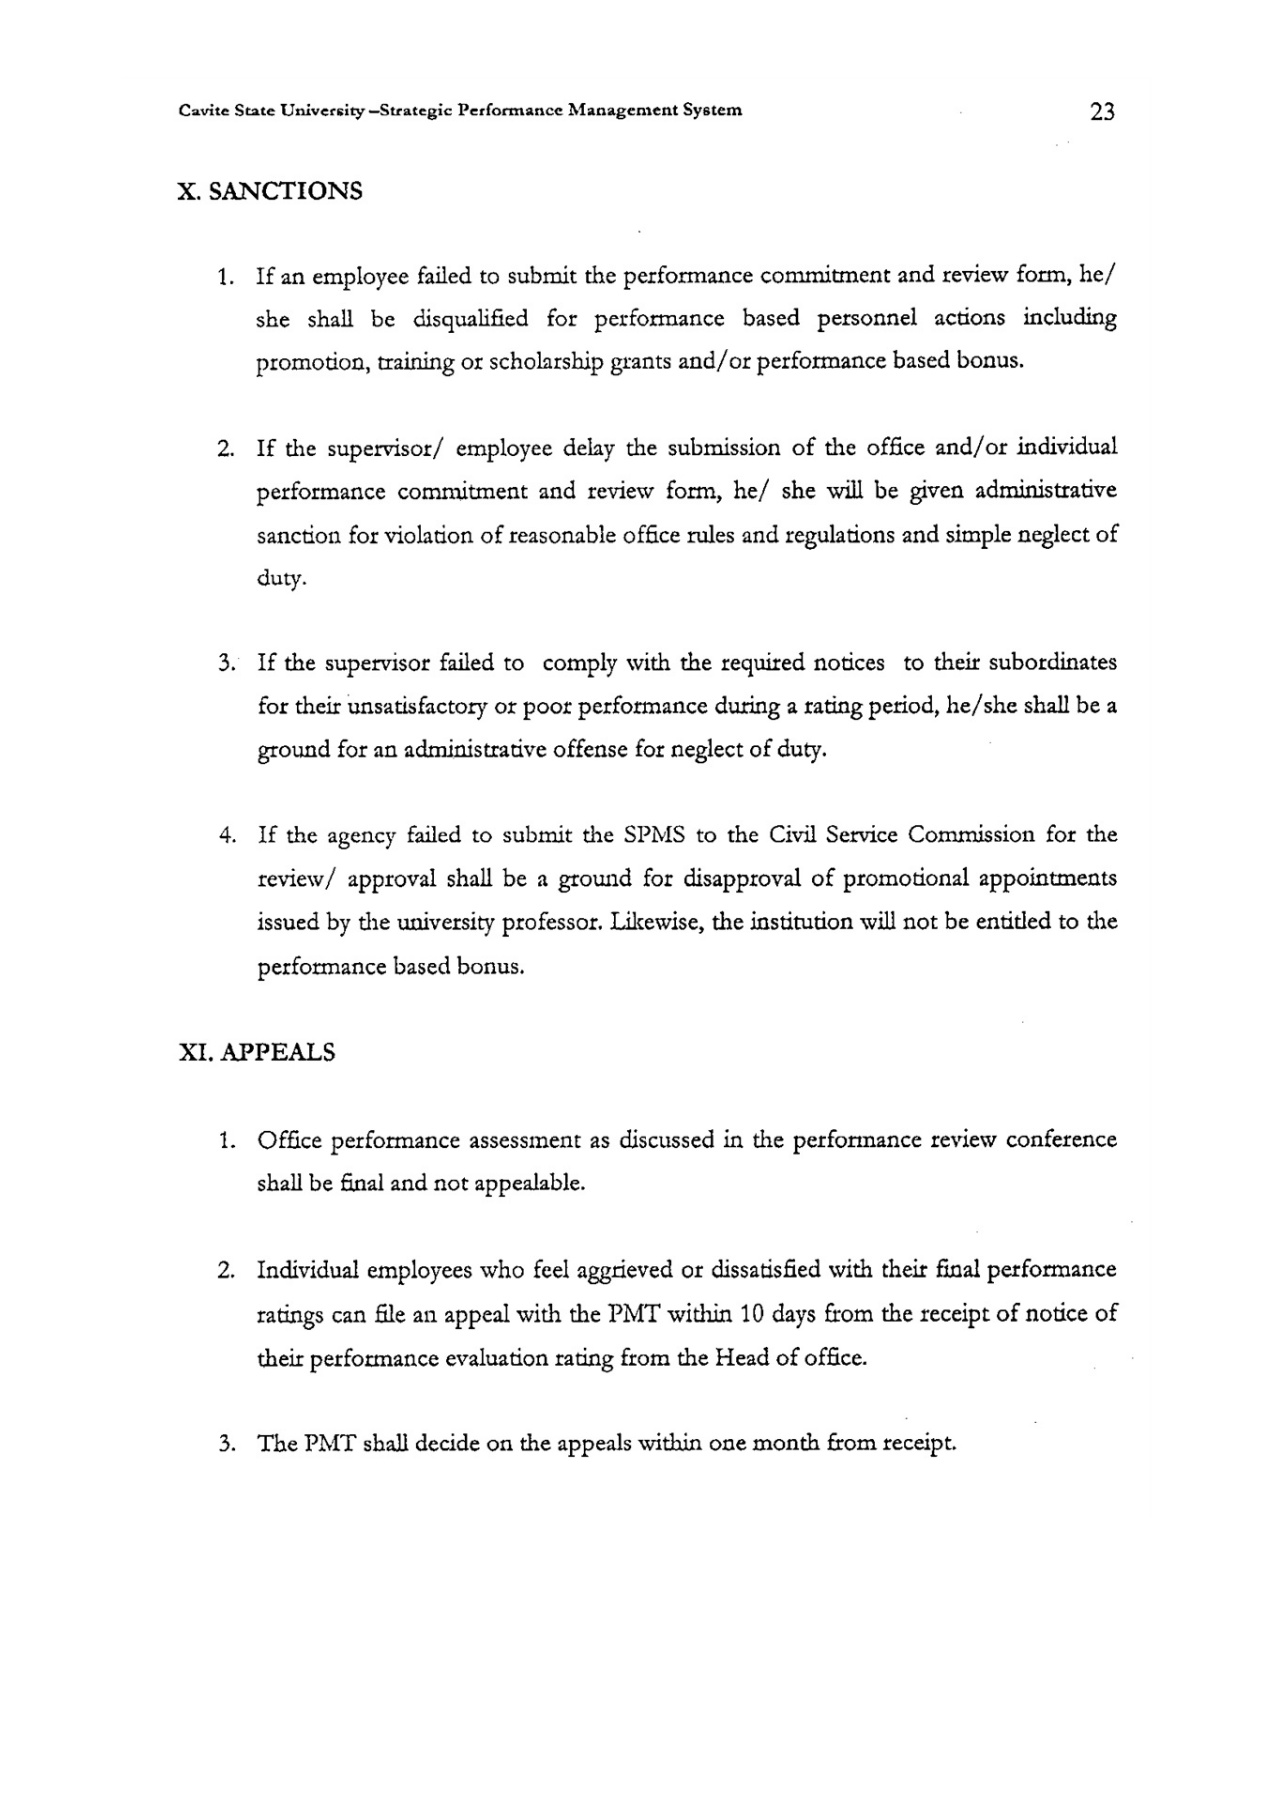 Cavite State University –Strategic Performance Management System 23
X. SANCTIONS
1. If an employee failed to submit the performance commitment and review form, he/
she shall be disqualified for performance based personnel actions including
promotion, training or scholarship grants and/or performance based bonus.
2. If the supervisor/ employee delay the submission of the office and/or individual
performance commitment and review form, he/ she will be given administrative
sanction for violation of reasonable office rules and regulations and simple neglect of
duty.
3. If the supervisor failed to comply with the required notices to their subordinates
for their unsatisfactory or poor performance during a rating period, he/she shall be a
ground for an administrative offense for neglect of duty.
4. If the agency failed to submit the SPMS to the Civil Service Commission for the
review/ approval shall be a ground for disapproval of promotional appointments
issued by the university professor. Likewise, the institution will not be entitled to the
performance based bonus.
XI. APPEALS
1. Office performance assessment as discussed in the performance review conference
shall be final and not appealable.
2. Individual employees who feel aggrieved or dissatisfied with their final performance
ratings can file an appeal with the PMT within 10 days from the receipt of notice of
their performance evaluation rating from the Head of office.
3. The PMT shall decide on the appeals within one month from receipt.